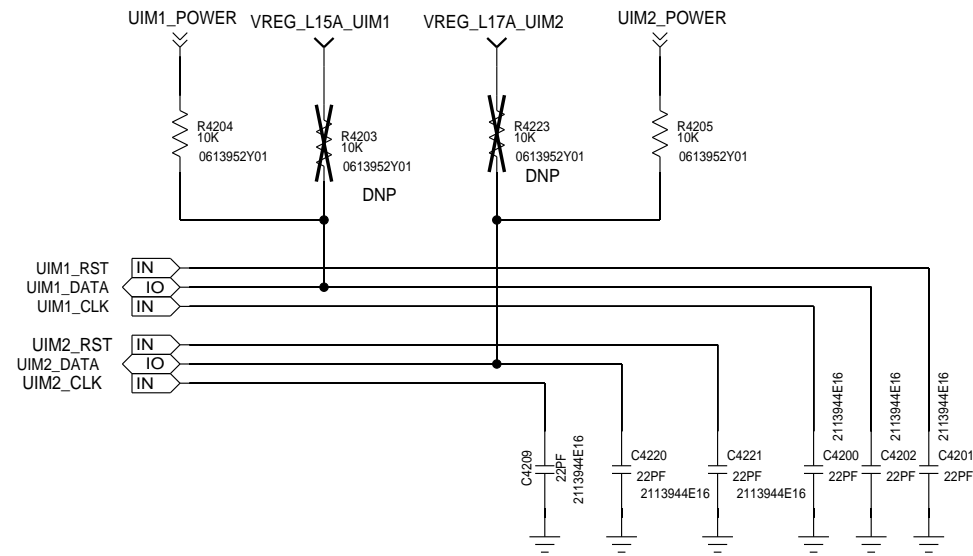 UIM1_POWER
VREG_L15A_UIM1
VREG_L17A_UIM2
UIM2_POWER
R4204
10K
0613952Y01
R4203
10K
0613952Y01
DNP
R4223
10K
0613952Y01
DNP
R4205
10K
0613952Y01
UIM1_RST IN
UIM1_DATA IO
UIM1_CLK IN
UIM2_RST IN
UIM2_DATA IO
UIM2_CLK IN
C4209
22PF
2113944E16
C4220
22PF
2113944E16
C4221
22PF
2113944E16
C4200
22PF
2113944E16
C4202
22PF
2113944E16
C4201
22PF
2113944E16